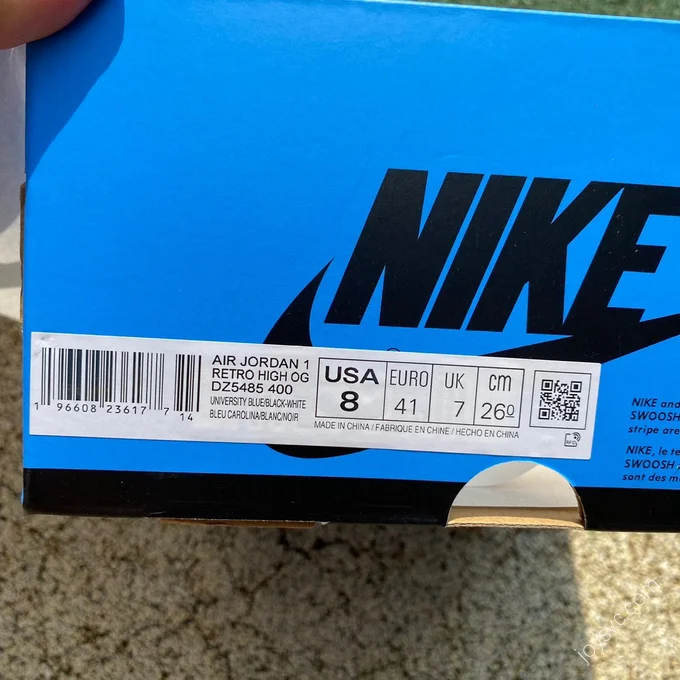 NIKE
AIR JORDAN 1
RETRO HIGH OG
DZ5485 400
UNIVERSITY BLUE/BLACK-WHITE
BLEU CAROLINA/BLANC/NOIR
1 96608 23617 7 14
USA
8
EURO
41
UK
7
cm
26.0
MADE IN CHINA / FABRIQUE EN CHINE / HECHO EN CHINA
NIKE and
SWOOSH
stripe are
NIKE, le te
SWOOSH
sont des m